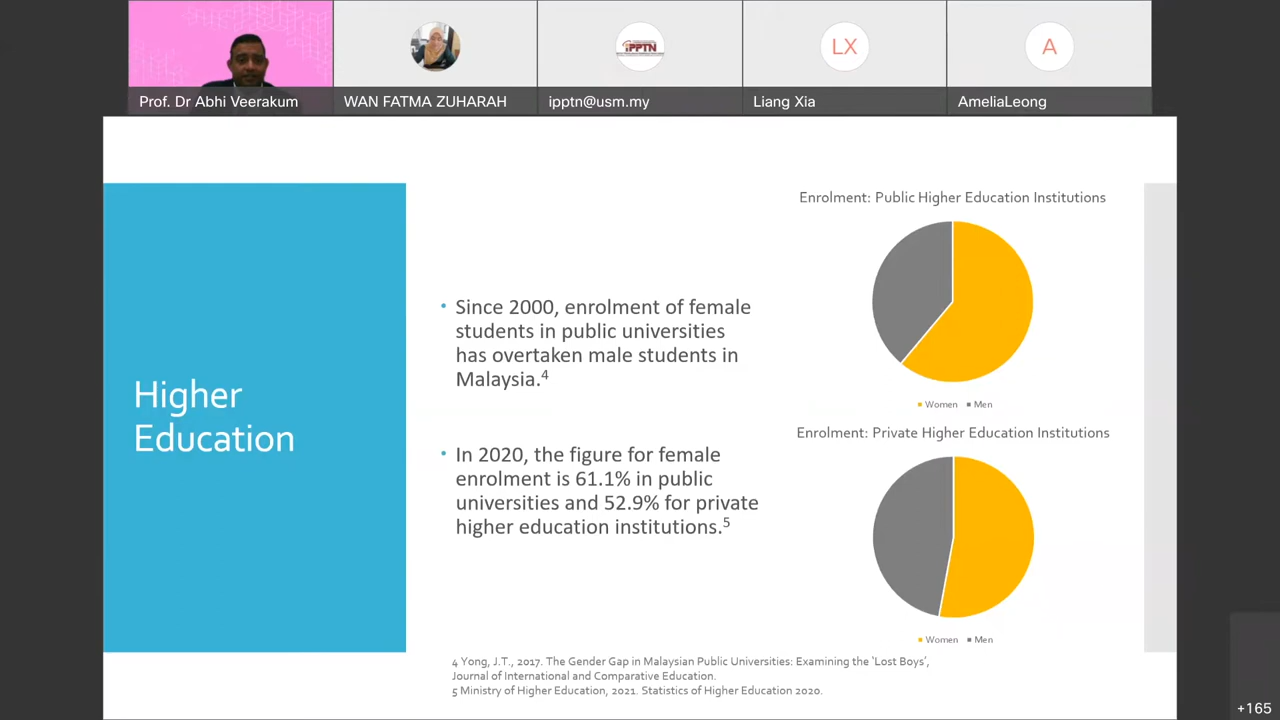 Prof. Dr Abhi Veerakum
WAN FATMA ZUHARAH
iPPTN
ipptn@usm.my
LX
Liang Xia
A
AmeliaLeong
Higher
Education
• Since 2000, enrolment of female
students in public universities
has overtaken male students in
Malaysia.⁴
• In 2020, the figure for female
enrolment is 61.1% in public
universities and 52.9% for private
higher education institutions.⁵
Enrolment: Public Higher Education Institutions
Women Men
Enrolment: Private Higher Education Institutions
Women Men
4 Yong, J.T., 2017. The Gender Gap in Malaysian Public Universities: Examining the 'Lost Boys',
Journal of International and Comparative Education.
5 Ministry of Higher Education, 2021. Statistics of Higher Education 2020.
+165